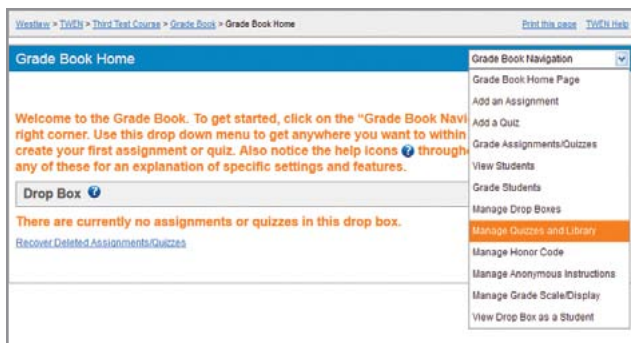 Westlaw > TWEN > Third Test Course > Grade Book > Grade Book Home
Print this page TWEN Help
Grade Book Home
Grade Book Navigation
Welcome to the Grade Book. To get started, click on the "Grade Book Navi
right corner. Use this drop down menu to get anywhere you want to within
create your first assignment or quiz. Also notice the help icons ? through
any of these for an explanation of specific settings and features.
Drop Box ?
There are currently no assignments or quizzes in this drop box.
Recover Deleted Assignments/Quizzes
Grade Book Home Page
Add an Assignment
Add a Quiz
Grade Assignments/Quizzes
View Students
Grade Students
Manage Drop Boxes
Manage Quizzes and Library
Manage Honor Code
Manage Anonymous Instructions
Manage Grade Scale/Display
View Drop Box as a Student